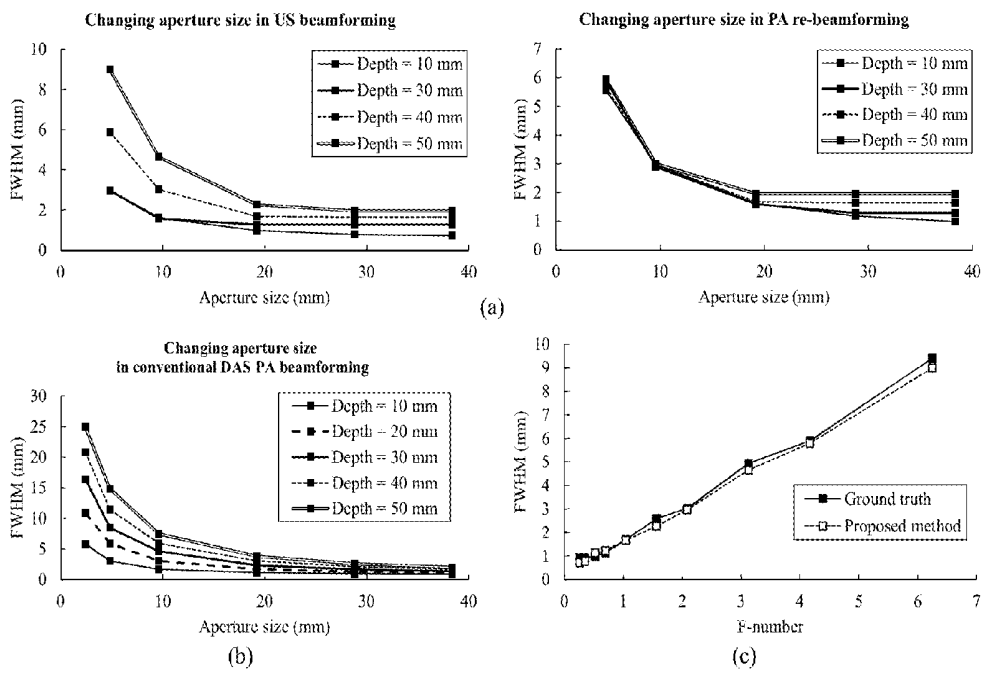 Changing aperture size in US beamforming
FWHM (mm)
10
8
6
4
2
0
Depth = 10 mm
Depth = 30 mm
Depth = 40 mm
Depth = 50 mm
0 10 20 30 40
Aperture size (mm)
Changing aperture size in PA re-beamforming
FWHM (mm)
7
6
5
4
3
2
1
0
Depth = 10 mm
Depth = 30 mm
Depth = 40 mm
Depth = 50 mm
0 10 20 30 40
Aperture size (mm)
(a)
Changing aperture size
in conventional DAS PA beamforming
FWHM (mm)
30
25
20
15
10
5
0
Depth = 10 mm
Depth = 20 mm
Depth = 30 mm
Depth = 40 mm
Depth = 50 mm
0 10 20 30 40
Aperture size (mm)
(b)
FWHM (mm)
10
9
8
7
6
5
4
3
2
1
0
Ground truth
Proposed method
0 1 2 3 4 5 6 7
F-number
(c)